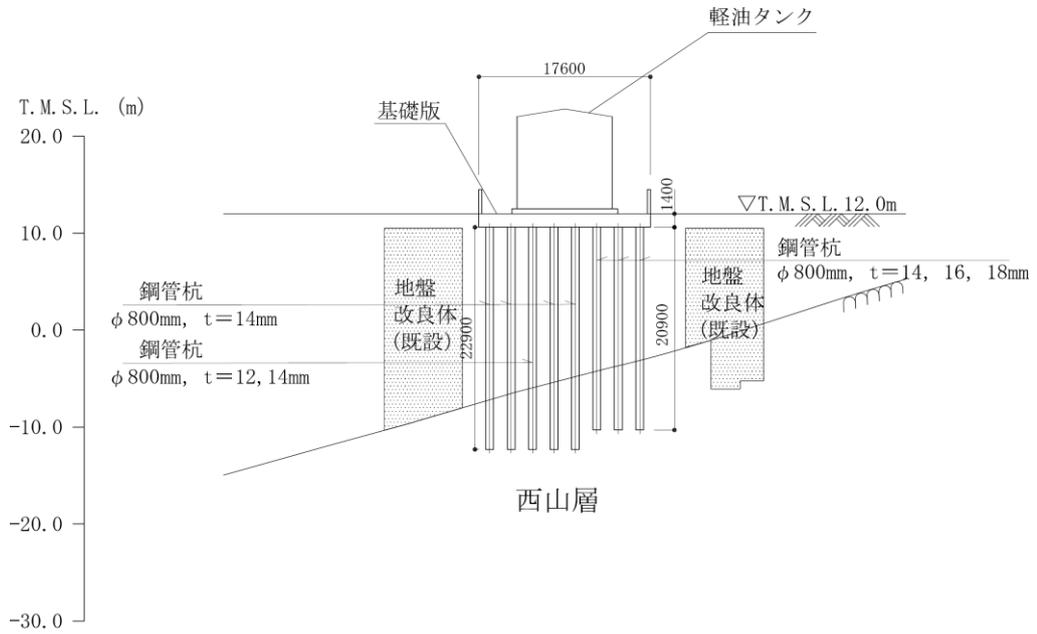 軽油タンク
17600
T.M.S.L. (m)
基礎版
20.0
1400
▽T.M.S.L.12.0m
10.0
鋼管杭
φ800mm, t=14, 16, 18mm
地盤
改良体
(既設)
地盤
改良体
(既設)
鋼管杭
φ800mm, t=14mm
0.0
22900
20900
鋼管杭
φ800mm, t=12,14mm
-10.0
西山層
-20.0
-30.0